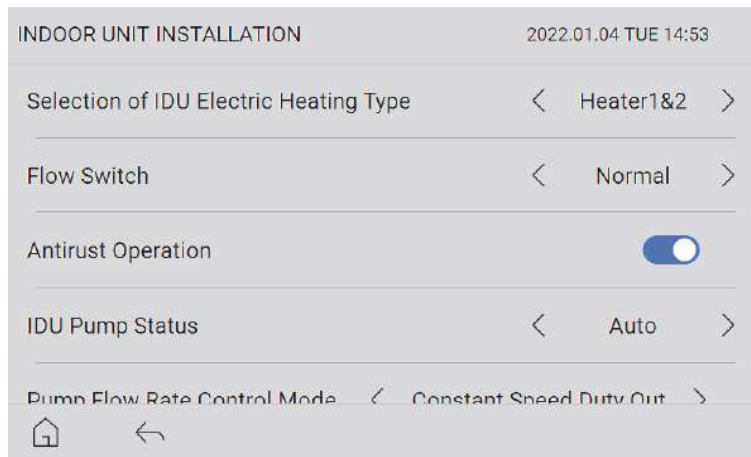 INDOOR UNIT INSTALLATION 2022.01.04 TUE 14:53
Selection of IDU Electric Heating Type < Heater1&2 >
Flow Switch < Normal >
Antirust Operation
IDU Pump Status < Auto >
Pump Flow Rate Control Mode < Constant Speed Duty Out >